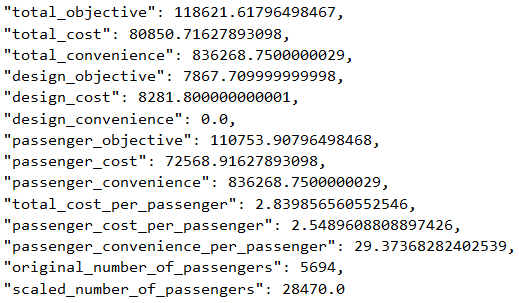 "total_objective": 118621.61796498467,
"total_cost": 80850.71627893098,
"total_convenience": 836268.7500000029,
"design_objective": 7867.709999999998,
"design_cost": 8281.800000000001,
"design_convenience": 0.0,
"passenger_objective": 110753.90796498468,
"passenger_cost": 72568.91627893098,
"passenger_convenience": 836268.7500000029,
"total_cost_per_passenger": 2.839856560552546,
"passenger_cost_per_passenger": 2.5489608808897426,
"passenger_convenience_per_passenger": 29.37368282402539,
"original_number_of_passengers": 5694,
"scaled_number_of_passengers": 28470.0